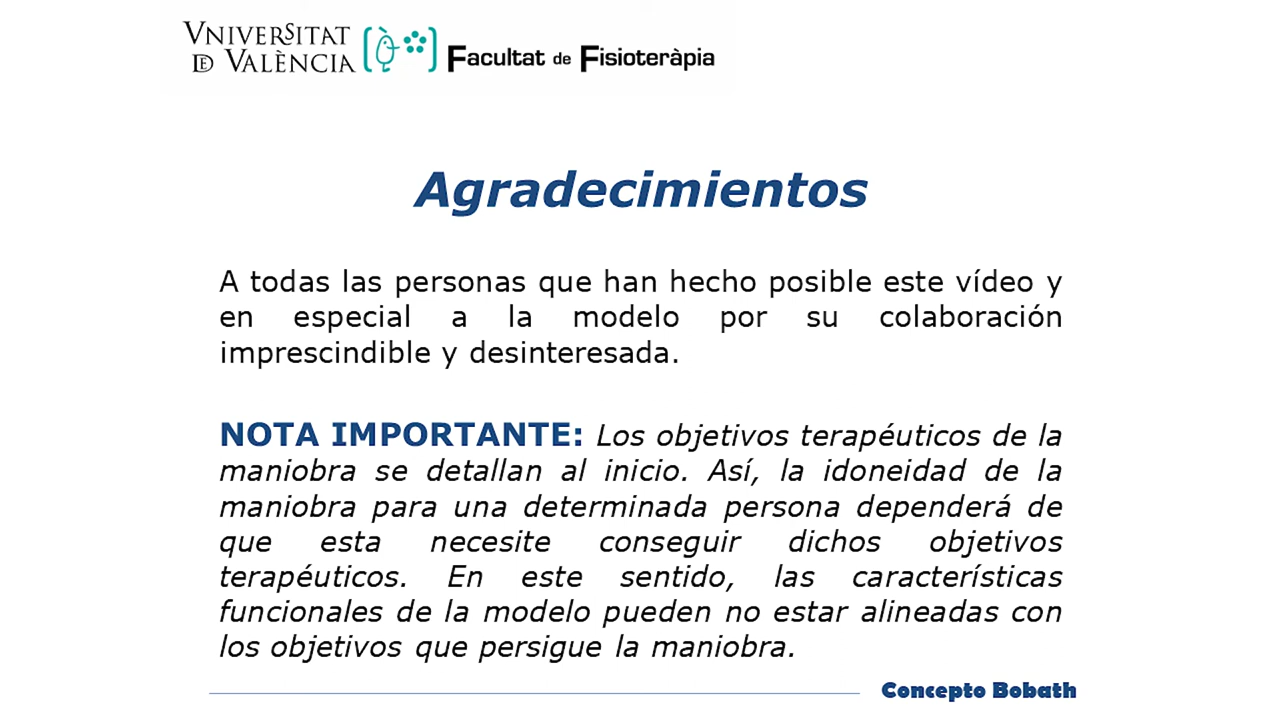 VNIVERSITAT
DE VALÈNCIA
Facultat de Fisioteràpia
Agradecimientos
A todas las personas que han hecho posible este vídeo y
en especial a la modelo por su colaboración
imprescindible y desinteresada.
NOTA IMPORTANTE: Los objetivos terapéuticos de la
maniobra se detallan al inicio. Así, la idoneidad de la
maniobra para una determinada persona dependerá de
que esta necesite conseguir dichos objetivos
terapéuticos. En este sentido, las características
funcionales de la modelo pueden no estar alineadas con
los objetivos que persigue la maniobra.
Concepto Bobath